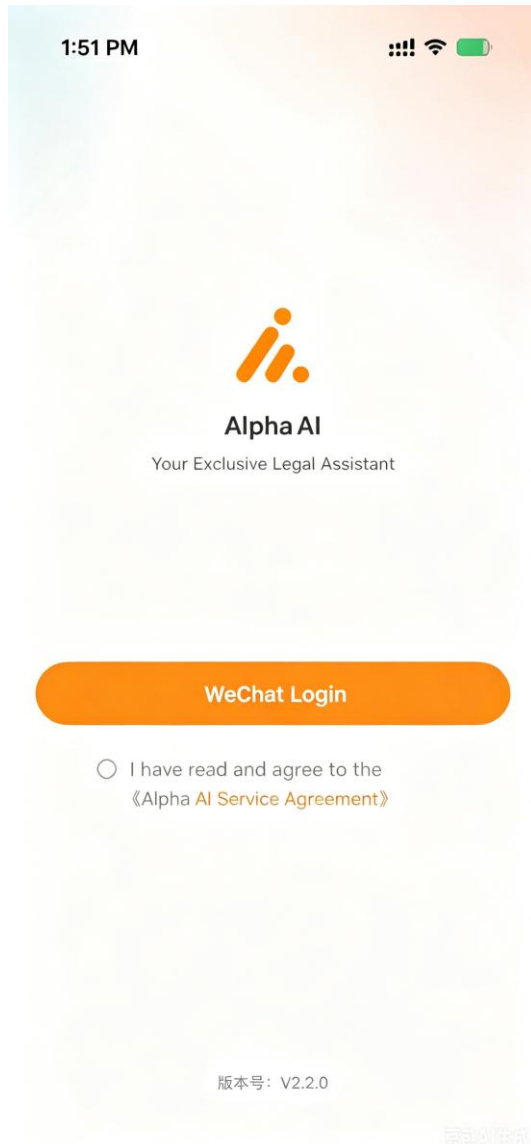 1:51 PM
Alpha AI
Your Exclusive Legal Assistant
WeChat Login
I have read and agree to the
《Alpha AI Service Agreement》
版本号：V2.2.0